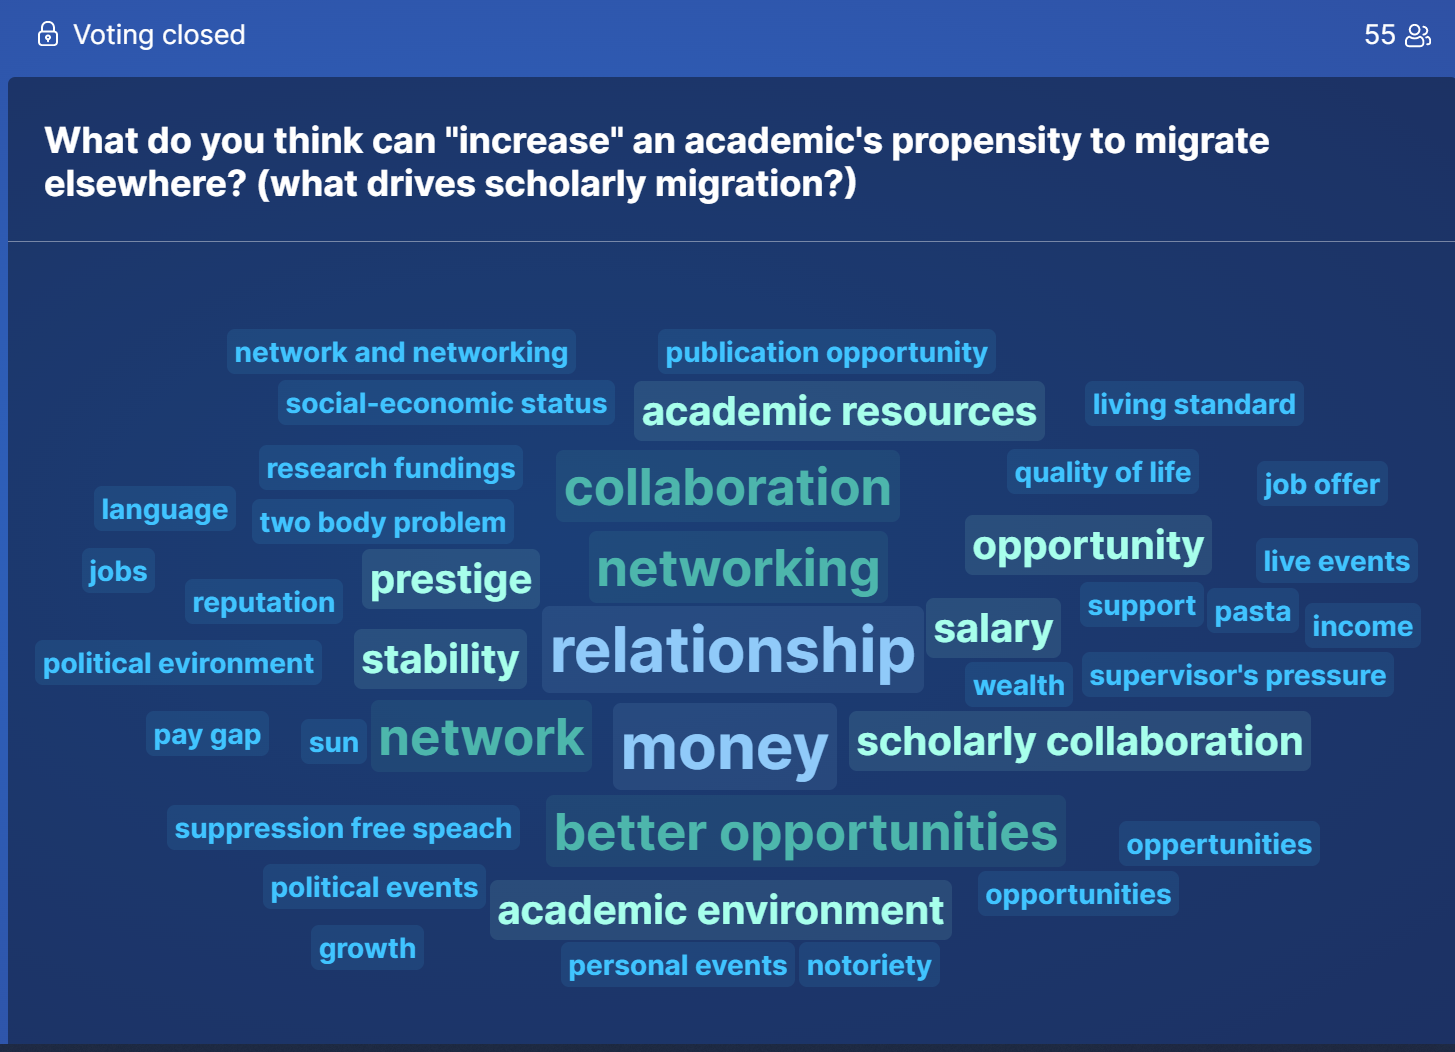 Voting closed
55
What do you think can "increase" an academic's propensity to migrate
elsewhere? (what drives scholarly migration?)
network and networking
publication opportunity
social-economic status
academic resources
living standard
research fundings
collaboration
quality of life
job offer
language
two body problem
opportunity
jobs
prestige
networking
live events
reputation
support
pasta
income
political evironment
stability
relationship
salary
wealth
supervisor's pressure
pay gap
sun
network
money
scholarly collaboration
suppression free speach
better opportunities
oppertunities
political events
academic environment
opportunities
growth
personal events
notoriety